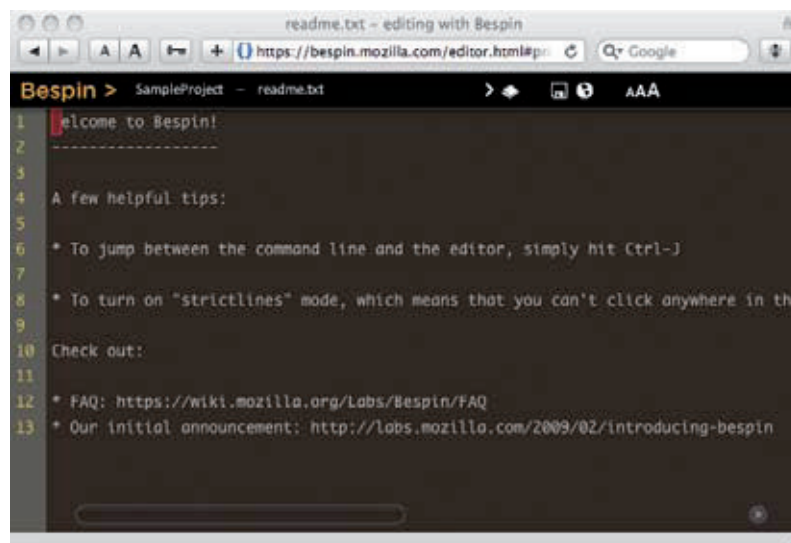 readme.txt – editing with Bespin
A A + {} https://bespin.mozilla.com/editor.html#pr Q Google
Bespin > SampleProject – readme.txt > AAA
1 elcome to Bespin!
2 ------------------
3
4 A few helpful tips:
5
6 * To jump between the command line and the editor, simply hit Ctrl-J
7
8 * To turn on "strictlines" mode, which means that you can't click anywhere in th
9
10 Check out:
11
12 * FAQ: https://wiki.mozilla.org/Labs/Bespin/FAQ
13 * Our initial announcement: http://labs.mozilla.com/2009/02/introducing-bespin